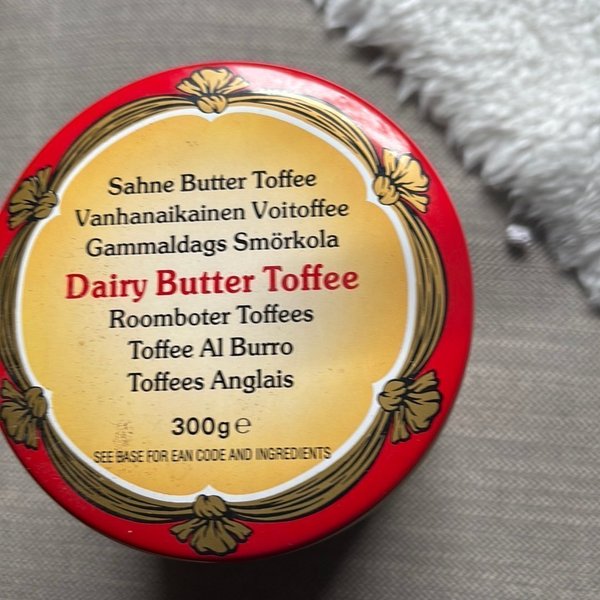 Sahne Butter Toffee
Vanhanaikainen Voitoffee
Gammaldags Smörkola
Dairy Butter Toffee
Roomboter Toffees
Toffee Al Burro
Toffees Anglais
300g℮
SEE BASE FOR EAN CODE AND INGREDIENTS